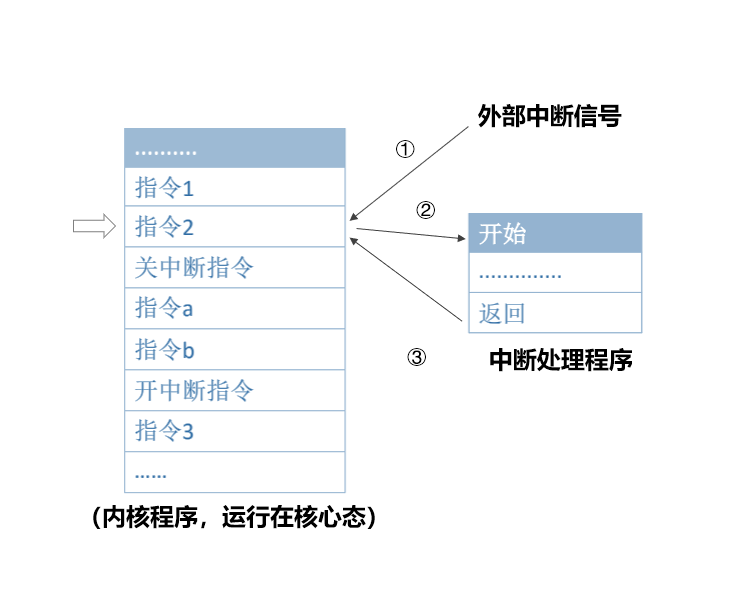 外部中断信号
①
..........
指令1
②
指令2
开始
关中断指令
..............
指令a
返回
指令b
③
中断处理程序
开中断指令
指令3
......
(内核程序，运行在核心态)